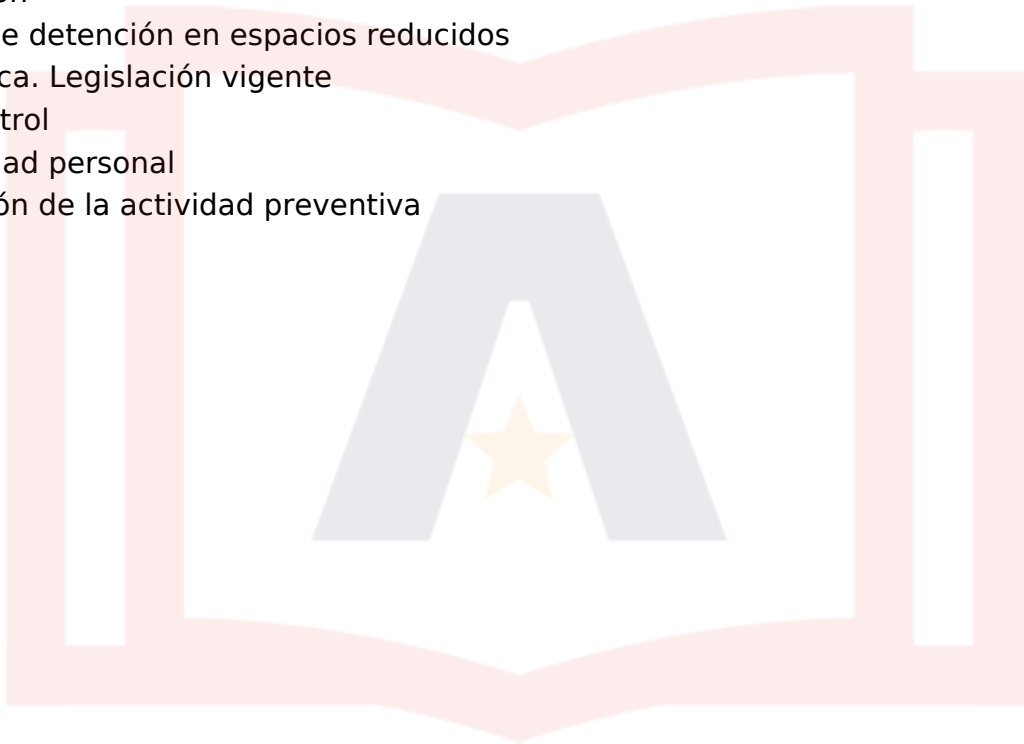 e detención en espacios reducidos
ca. Legislación vigente
trol
ad personal
ón de la actividad preventiva